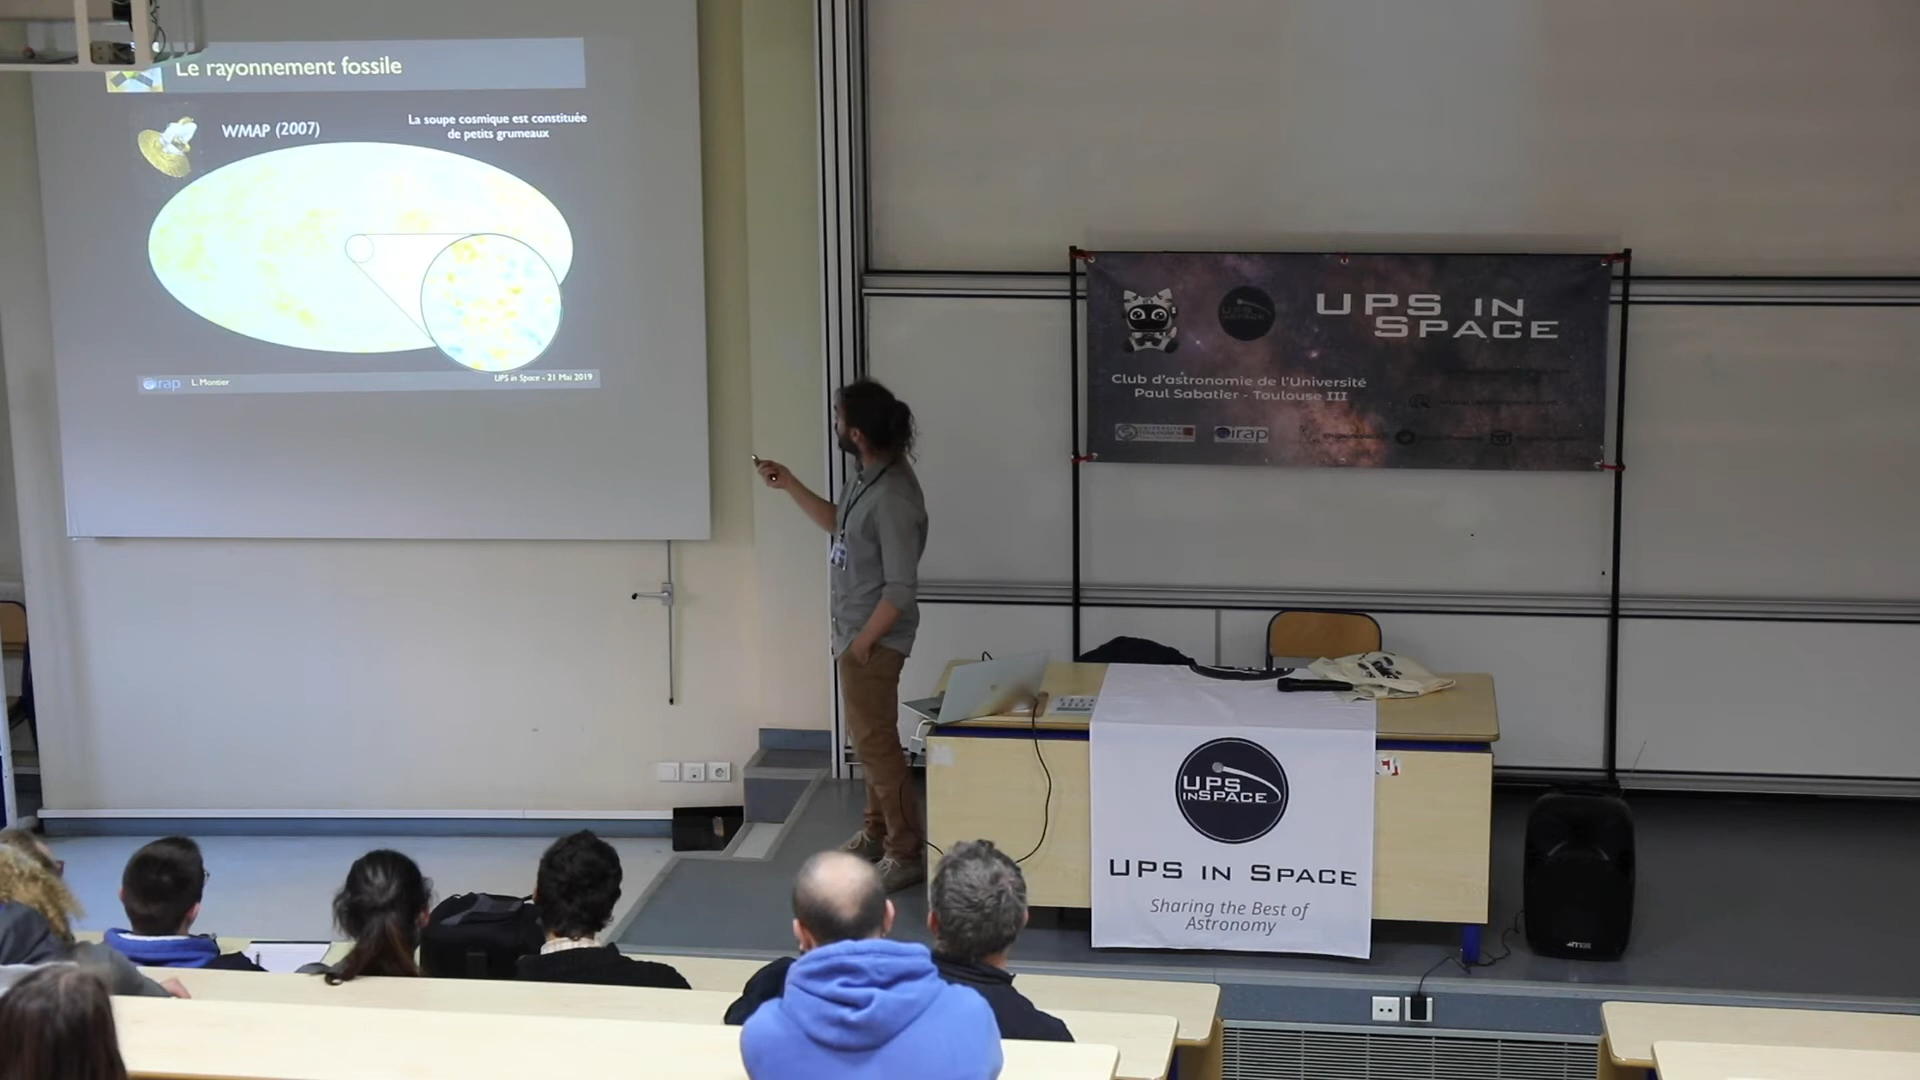 Le rayonnement fossile
WMAP (2007)
La soupe cosmique est constituée
de petits grumeaux
irap
L. Montier
UPS in Space - 21 Mai 2019
UPS IN
SPACE
Club d'astronomie de l'Université
Paul Sabatier - Toulouse III
irap
UPS
INSPACE
UPS IN SPACE
Sharing the Best of
Astronomy